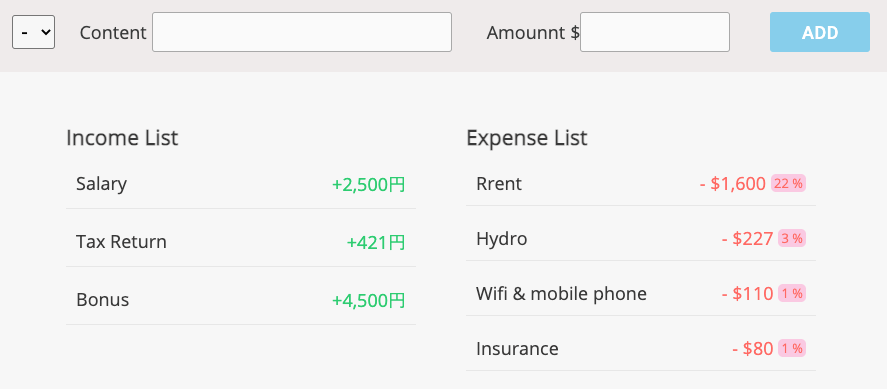 - Content Amounnt $ ADD
Income List
Salary +2,500円
Tax Return +421円
Bonus +4,500円
Expense List
Rrent - $1,600 22 %
Hydro - $227 3 %
Wifi & mobile phone - $110 1 %
Insurance - $80 1 %